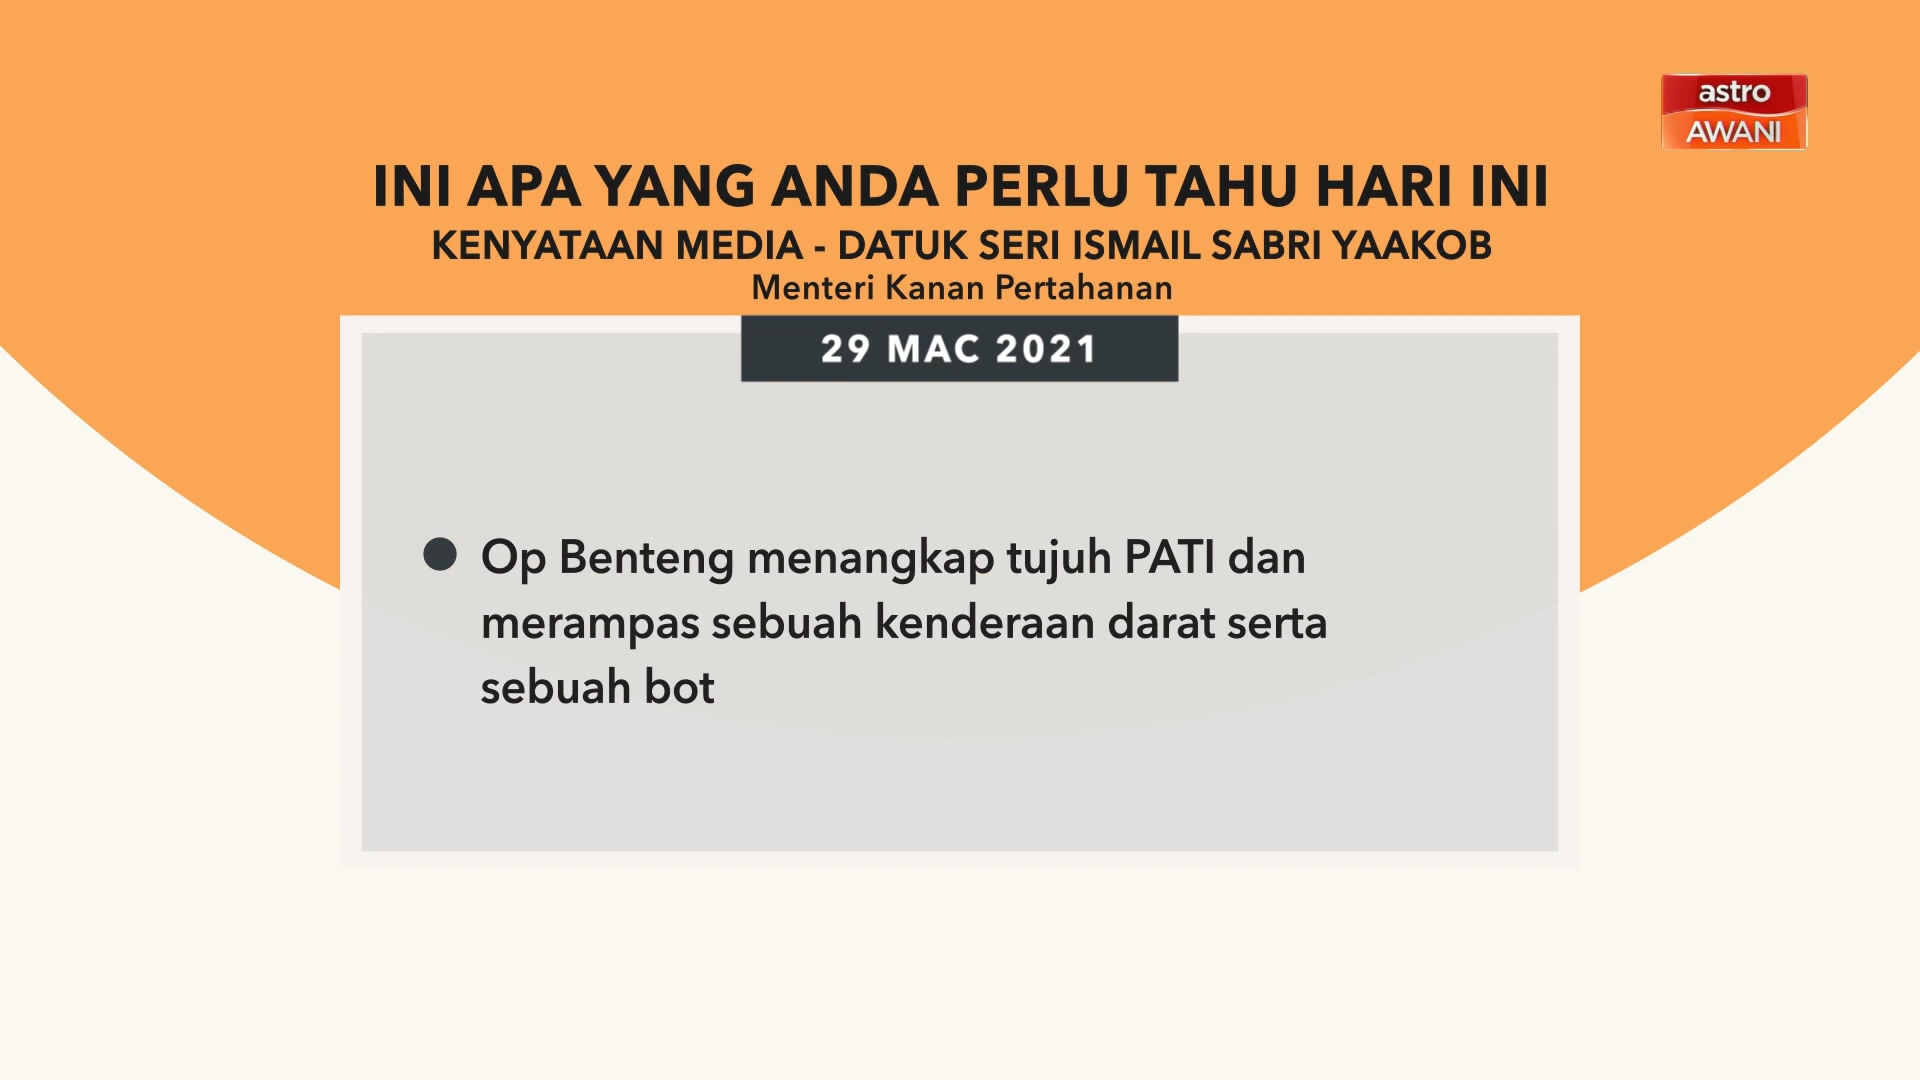 astro
AWANI
INI APA YANG ANDA PERLU TAHU HARI INI
KENYATAAN MEDIA - DATUK SERI ISMAIL SABRI YAAKOB
Menteri Kanan Pertahanan
29 MAC 2021
● Op Benteng menangkap tujuh PATI dan
merampas sebuah kenderaan darat serta
sebuah bot